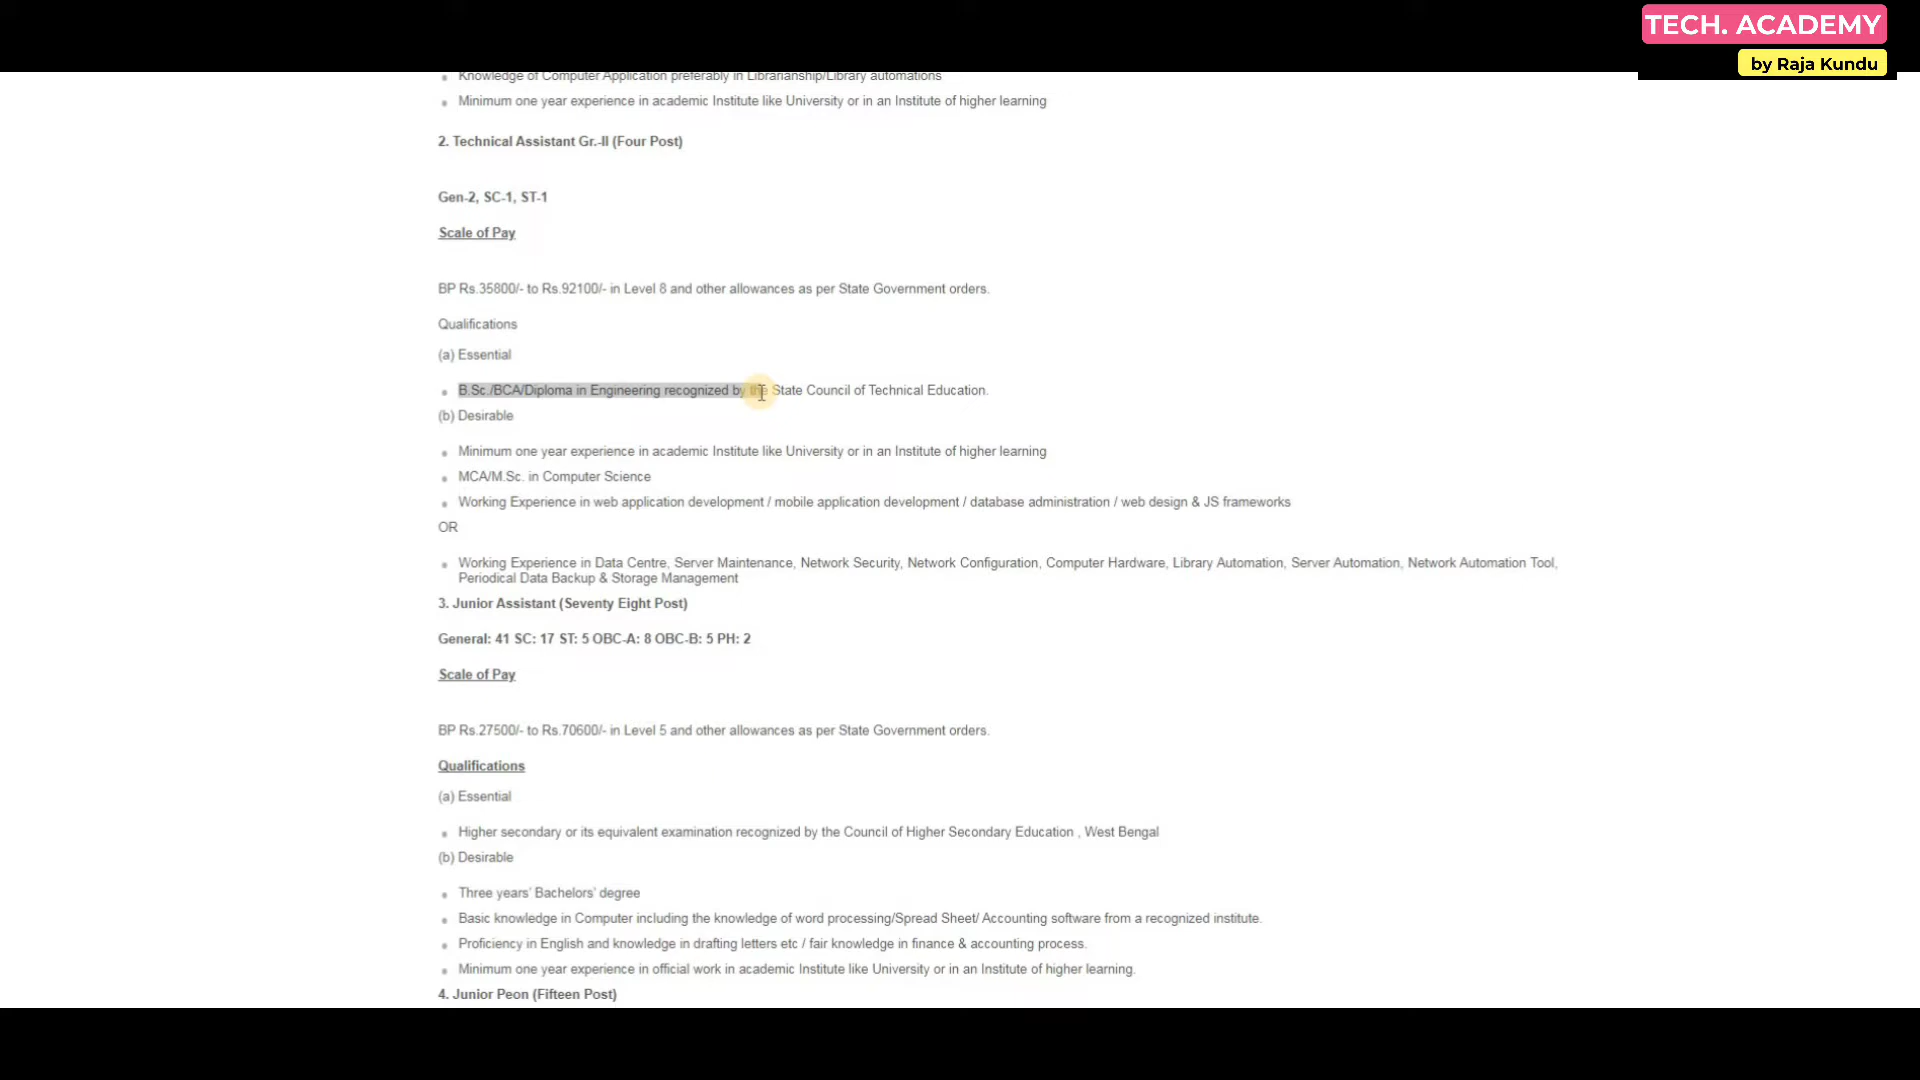 TECH. ACADEMY
by Raja Kundu
Knowledge of Computer Application preferably in Librarianship/Library automations
Minimum one year experience in academic Institute like University or in an Institute of higher learning
2. Technical Assistant Gr.-II (Four Post)
Gen-2, SC-1, ST-1
Scale of Pay
BP Rs.35800/- to Rs.92100/- in Level 8 and other allowances as per State Government orders.
Qualifications
(a) Essential
B.Sc./BCA/Diploma in Engineering recognized by the State Council of Technical Education.
(b) Desirable
Minimum one year experience in academic Institute like University or in an Institute of higher learning
MCA/M.Sc. in Computer Science
Working Experience in web application development / mobile application development / database administration / web design & JS frameworks
OR
Working Experience in Data Centre, Server Maintenance, Network Security, Network Configuration, Computer Hardware, Library Automation, Server Automation, Network Automation Tool,
Periodical Data Backup & Storage Management
3. Junior Assistant (Seventy Eight Post)
General: 41 SC: 17 ST: 5 OBC-A: 8 OBC-B: 5 PH: 2
Scale of Pay
BP Rs.27500/- to Rs.70600/- in Level 5 and other allowances as per State Government orders.
Qualifications
(a) Essential
Higher secondary or its equivalent examination recognized by the Council of Higher Secondary Education , West Bengal
(b) Desirable
Three years' Bachelors' degree
Basic knowledge in Computer including the knowledge of word processing/Spread Sheet/ Accounting software from a recognized institute.
Proficiency in English and knowledge in drafting letters etc / fair knowledge in finance & accounting process.
Minimum one year experience in official work in academic Institute like University or in an Institute of higher learning.
4. Junior Peon (Fifteen Post)